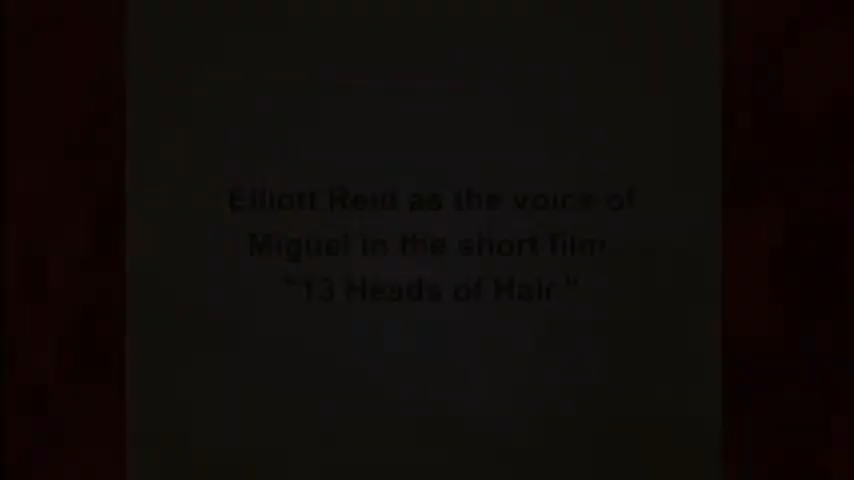 Elliott Reid as the voice of
Miguel in the short film
"13 Heads of Hair"